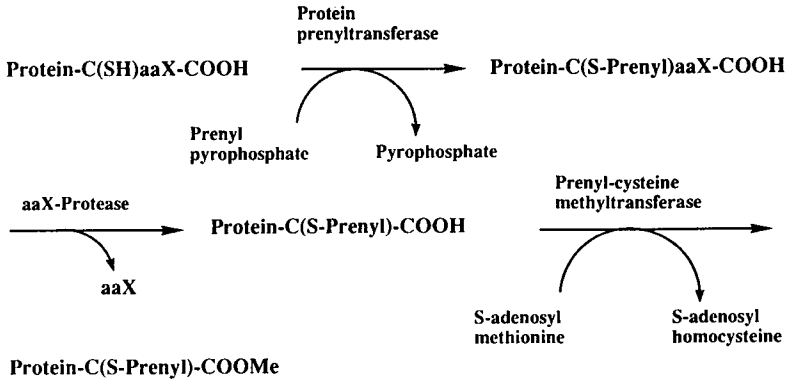 Protein
prenyltransferase
Protein-C(SH)aaX-COOH
Protein-C(S-Prenyl)aaX-COOH
Prenyl
pyrophosphate
Pyrophosphate
aaX-Protease
Protein-C(S-Prenyl)-COOH
Prenyl-cysteine
methyltransferase
aaX
S-adenosyl
methionine
S-adenosyl
homocysteine
Protein-C(S-Prenyl)-COOMe